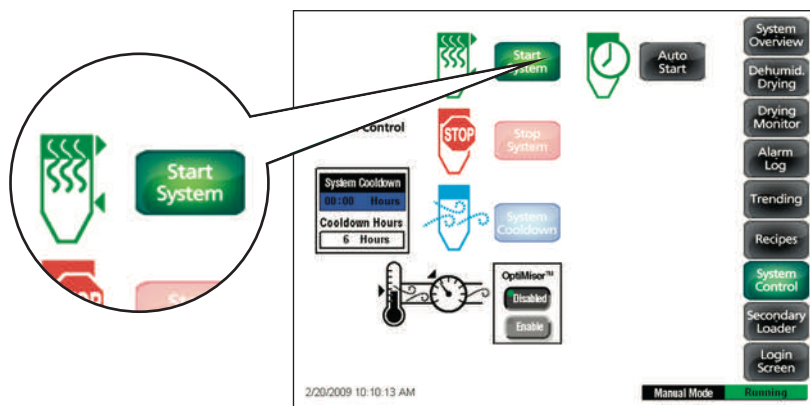 Start
System
Auto
Start
Control
STOP
Stop
System
System Cooldown
00:00 Hours
Cooldown Hours
6 Hours
System
Cooldown
OptiMiser™
Disabled
Enable
System
Overview
Dehumid.
Drying
Drying
Monitor
Alarm
Log
Trending
Recipes
System
Control
Secondary
Loader
Login
Screen
Start
System
2/20/2009 10:10:13 AM
Manual Mode
Running